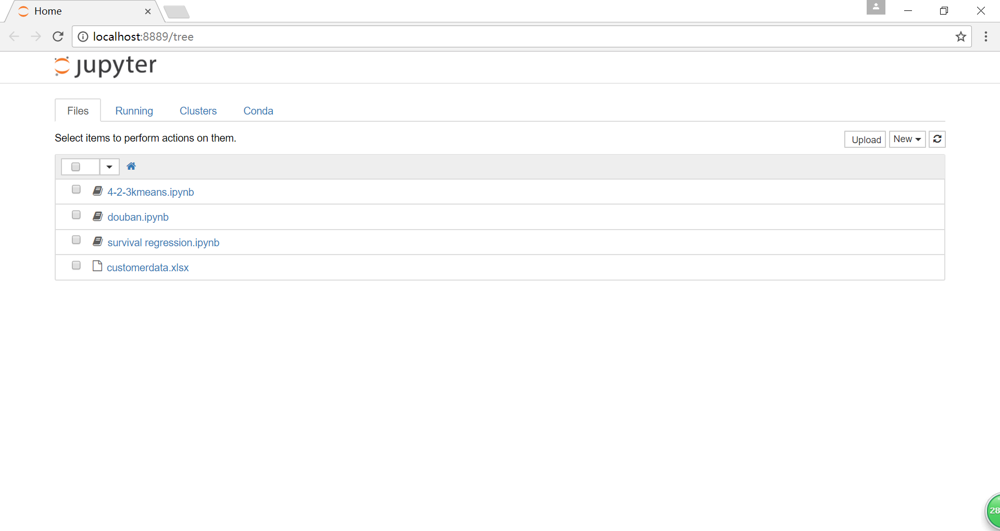 Home
localhost:8889/tree
jupyter
Files Running Clusters Conda
Select items to perform actions on them.
Upload New
4-2-3kmeans.ipynb
douban.ipynb
survival regression.ipynb
customerdata.xlsx
28